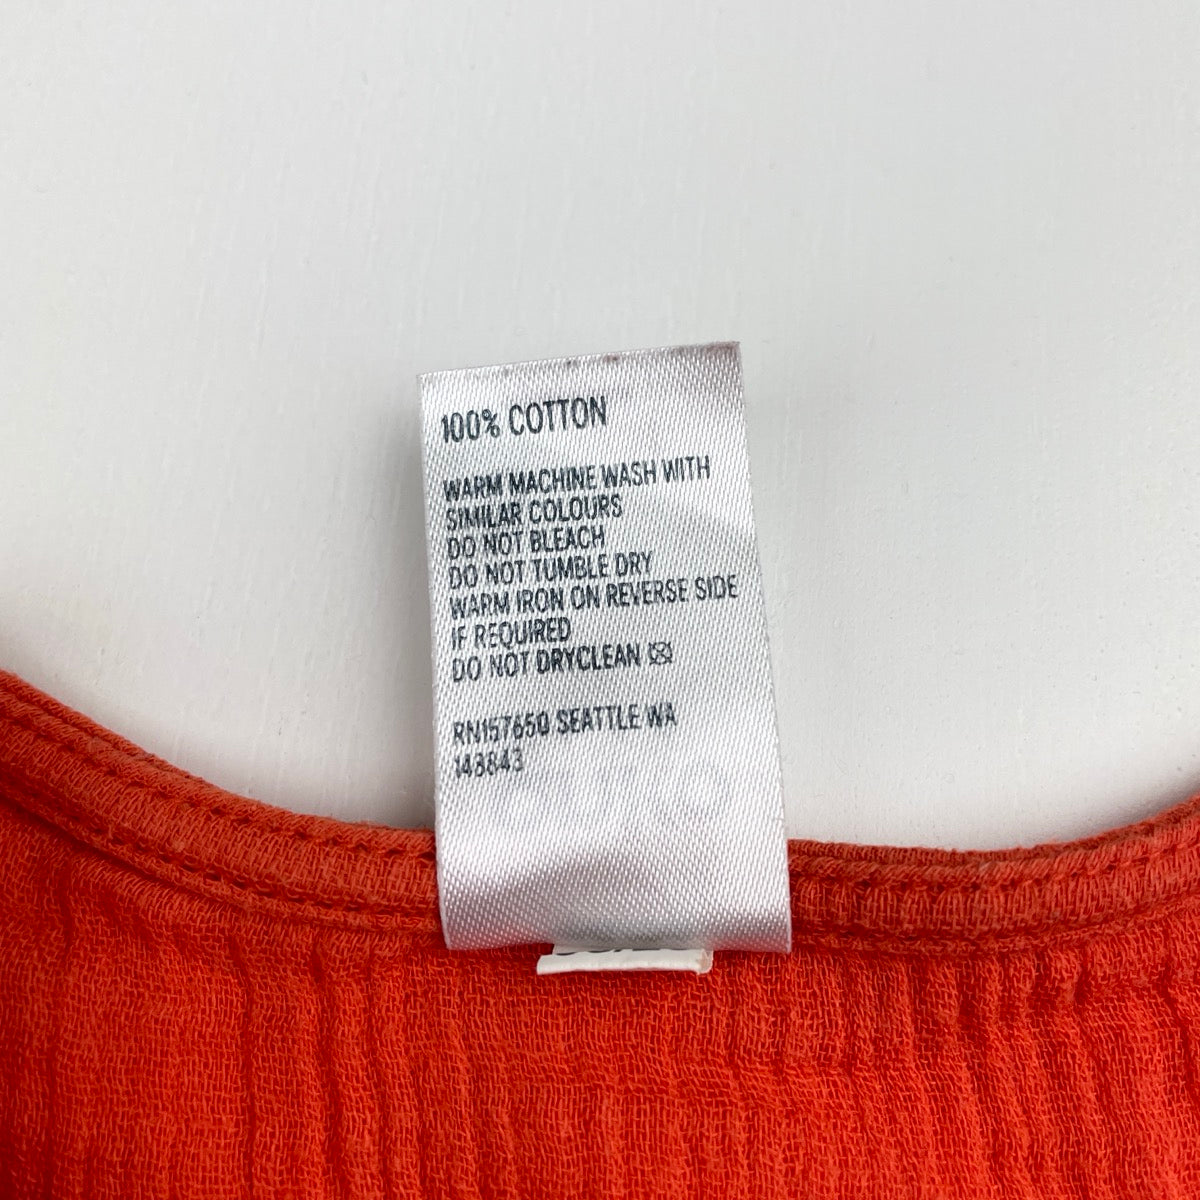 100% COTTON
WARM MACHINE WASH WITH
SIMILAR COLOURS
DO NOT BLEACH
DO NOT TUMBLE DRY
WARM IRON ON REVERSE SIDE
IF REQUIRED
DO NOT DRYCLEAN
RN157650 SEATTLE WA
143843